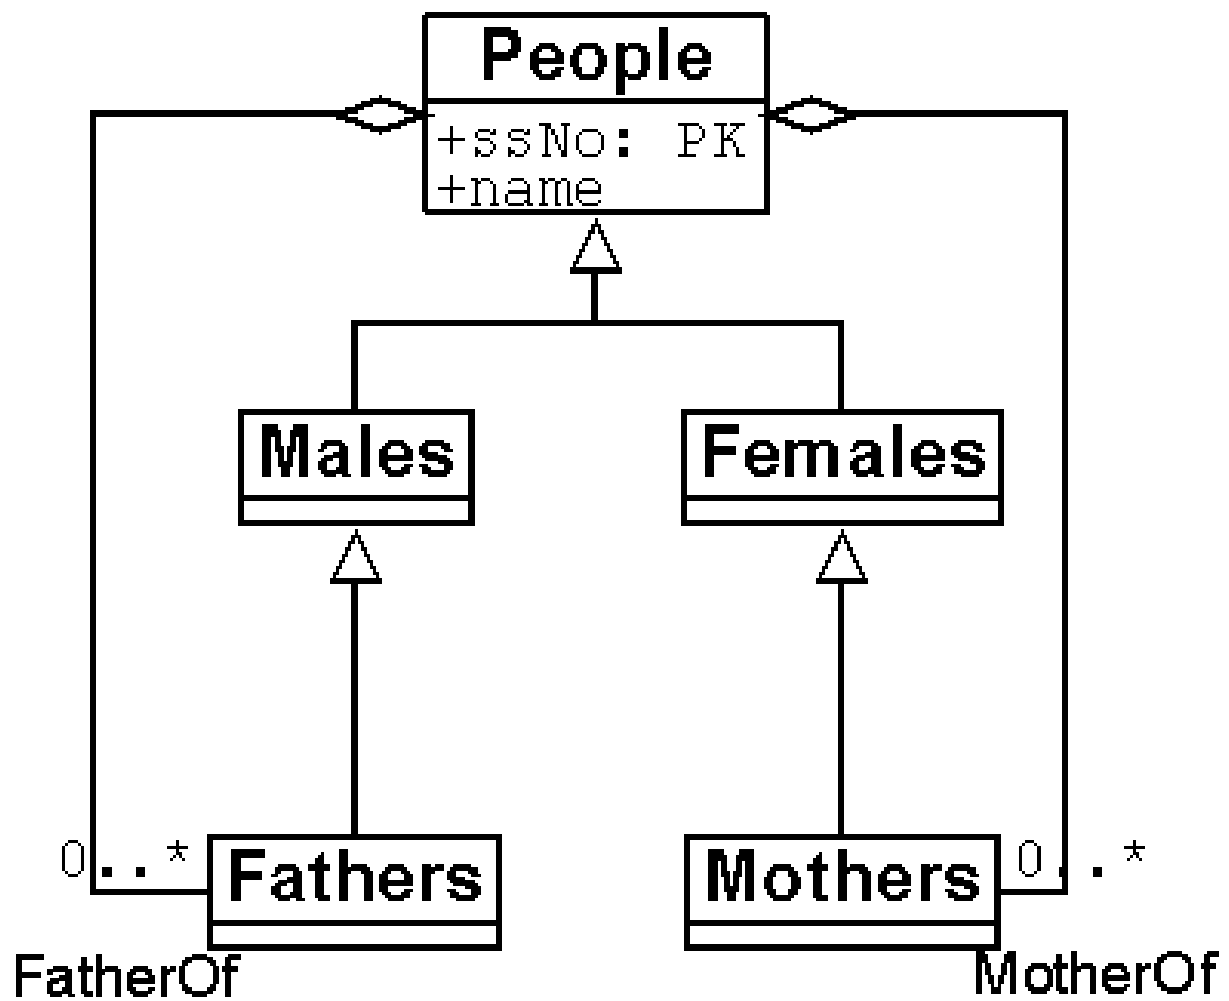 People
+ssNo: PK
+name
Males
Females
0..*
Fathers
Mothers
0..*
FatherOf
MotherOf